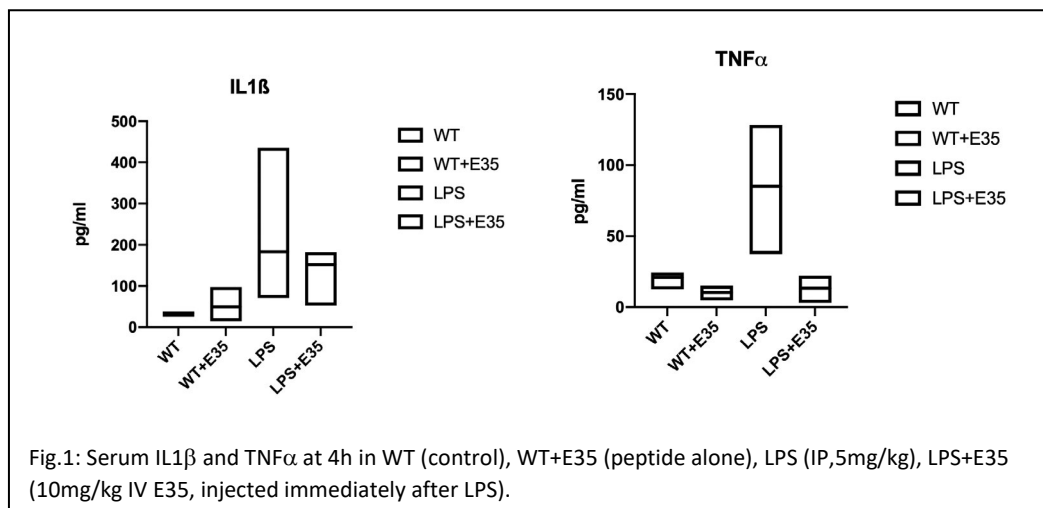 IL1ß
500
400
300
200
100
0
pg/ml
WT
WT+E35
LPS
LPS+E35
WT
WT+E35
LPS
LPS+E35
TNFα
150
100
50
0
pg/ml
WT
WT+E35
LPS
LPS+E35
WT
WT+E35
LPS
LPS+E35
Fig.1: Serum IL1β and TNFα at 4h in WT (control), WT+E35 (peptide alone), LPS (IP,5mg/kg), LPS+E35
(10mg/kg IV E35, injected immediately after LPS).